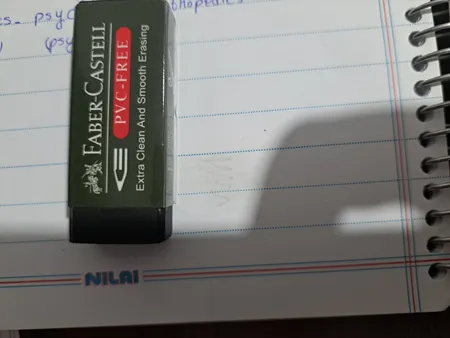 FABER-CASTELL
PVC-FREE
Extra Clean And Smooth Erasing
NILAI